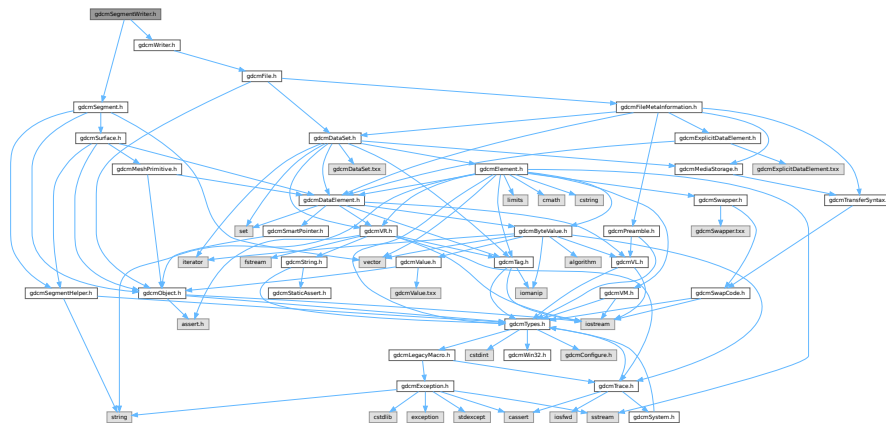 gdcmSegmentWriter.h
gdcmWriter.h
gdcmFile.h
gdcmSegment.h
gdcmFileMetaInformation.h
gdcmSurface.h
gdcmDataSet.h
gdcmExplicitDataElement.h
gdcmMeshPrimitive.h
gdcmDataSet.txx
gdcmElement.h
gdcmMediaStorage.h
gdcmExplicitDataElement.txx
gdcmDataElement.h
limits
cmath
cstring
gdcmSwapper.h
gdcmTransferSyntax.
set
gdcmSmartPointer.h
gdcmVR.h
gdcmByteValue.h
gdcmPreamble.h
gdcmSwapper.txx
iterator
fstream
gdcmString.h
vector
gdcmValue.h
gdcmTag.h
algorithm
gdcmVL.h
gdcmSegmentHelper.h
gdcmObject.h
gdcmStaticAssert.h
gdcmValue.txx
iomanip
gdcmVM.h
gdcmSwapCode.h
assert.h
gdcmTypes.h
iostream
gdcmLegacyMacro.h
cstdint
gdcmWin32.h
gdcmConfigure.h
gdcmException.h
gdcmTrace.h
string
cstdlib
exception
stdexcept
cassert
iosfwd
sstream
gdcmSystem.h